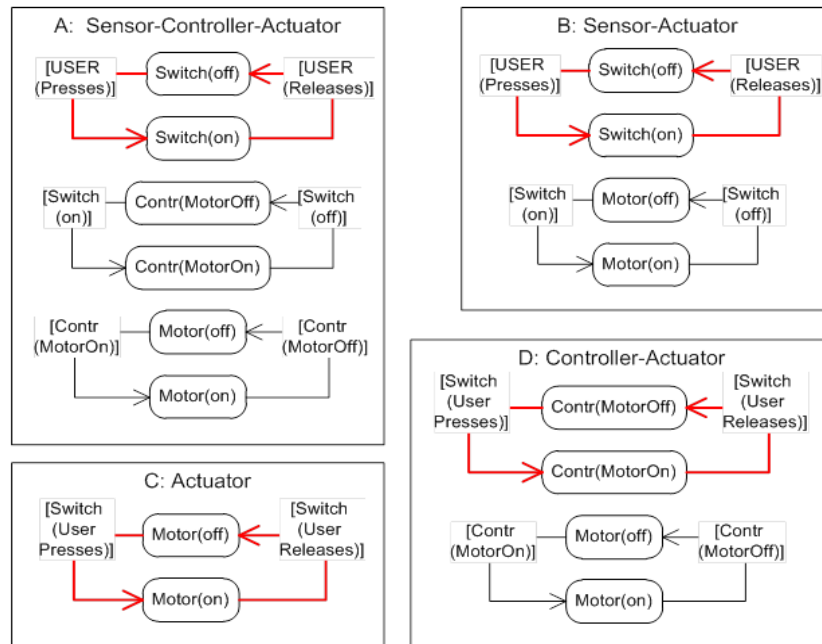 A: Sensor-Controller-Actuator
[USER
(Presses)]
Switch(off)
[USER
(Releases)]
Switch(on)
[Switch
(on)]
Contr(MotorOff)
[Switch
(off)]
Contr(MotorOn)
[Contr
(MotorOn)]
Motor(off)
[Contr
(MotorOff)]
Motor(on)
B: Sensor-Actuator
[USER
(Presses)]
Switch(off)
[USER
(Releases)]
Switch(on)
[Switch
(on)]
Motor(off)
[Switch
(off)]
Motor(on)
C: Actuator
[Switch
(User
Presses)]
Motor(off)
[Switch
(User
Releases)]
Motor(on)
D: Controller-Actuator
[Switch
(User
Presses)]
Contr(MotorOff)
[Switch
(User
Releases)]
Contr(MotorOn)
[Contr
(MotorOn)]
Motor(off)
[Contr
(MotorOff)]
Motor(on)